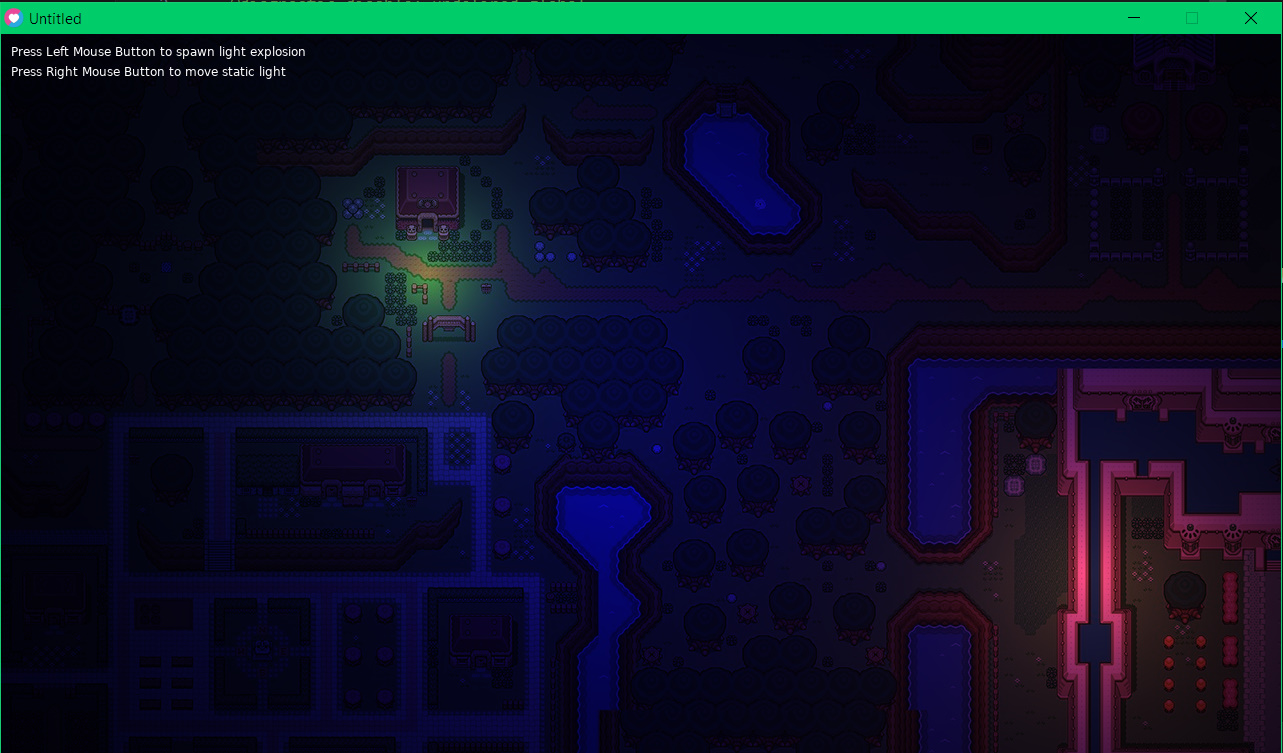 Untitled
Press Left Mouse Button to spawn light explosion
Press Right Mouse Button to move static light